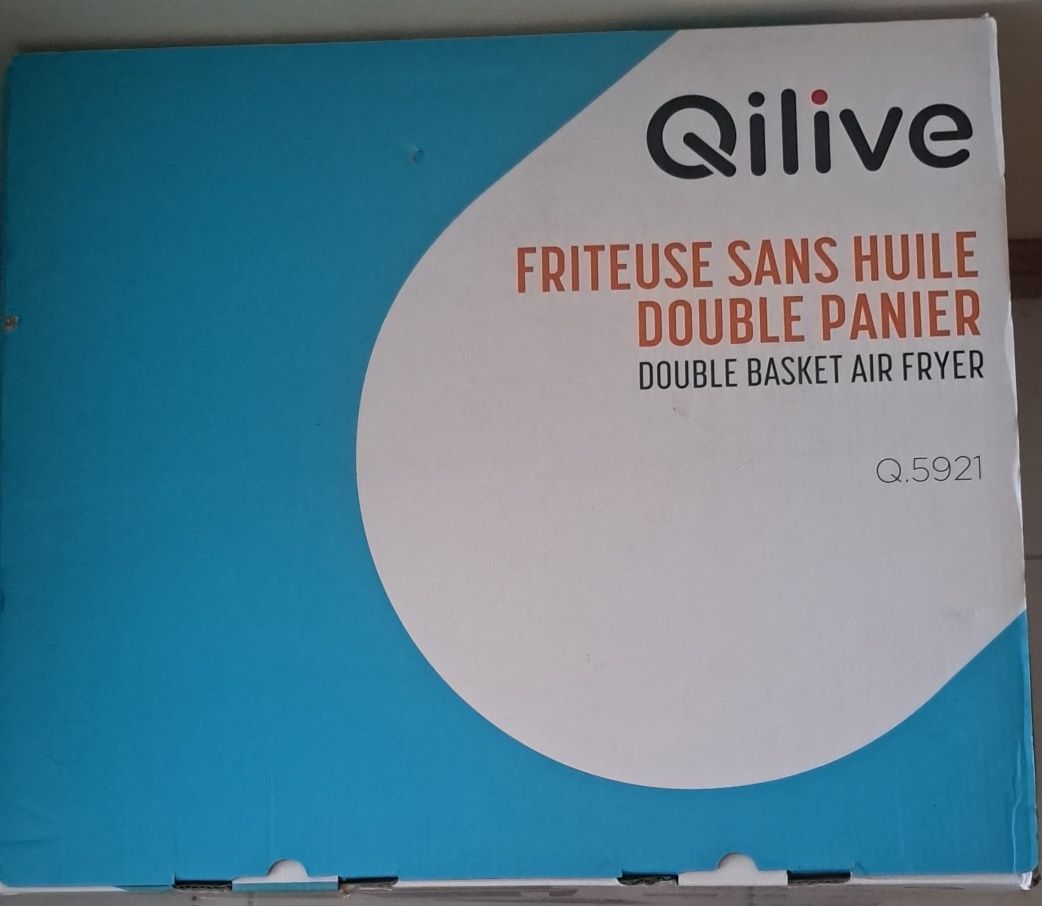 Qilive
FRITEUSE SANS HUILE
DOUBLE PANIER
DOUBLE BASKET AIR FRYER
Q.5921